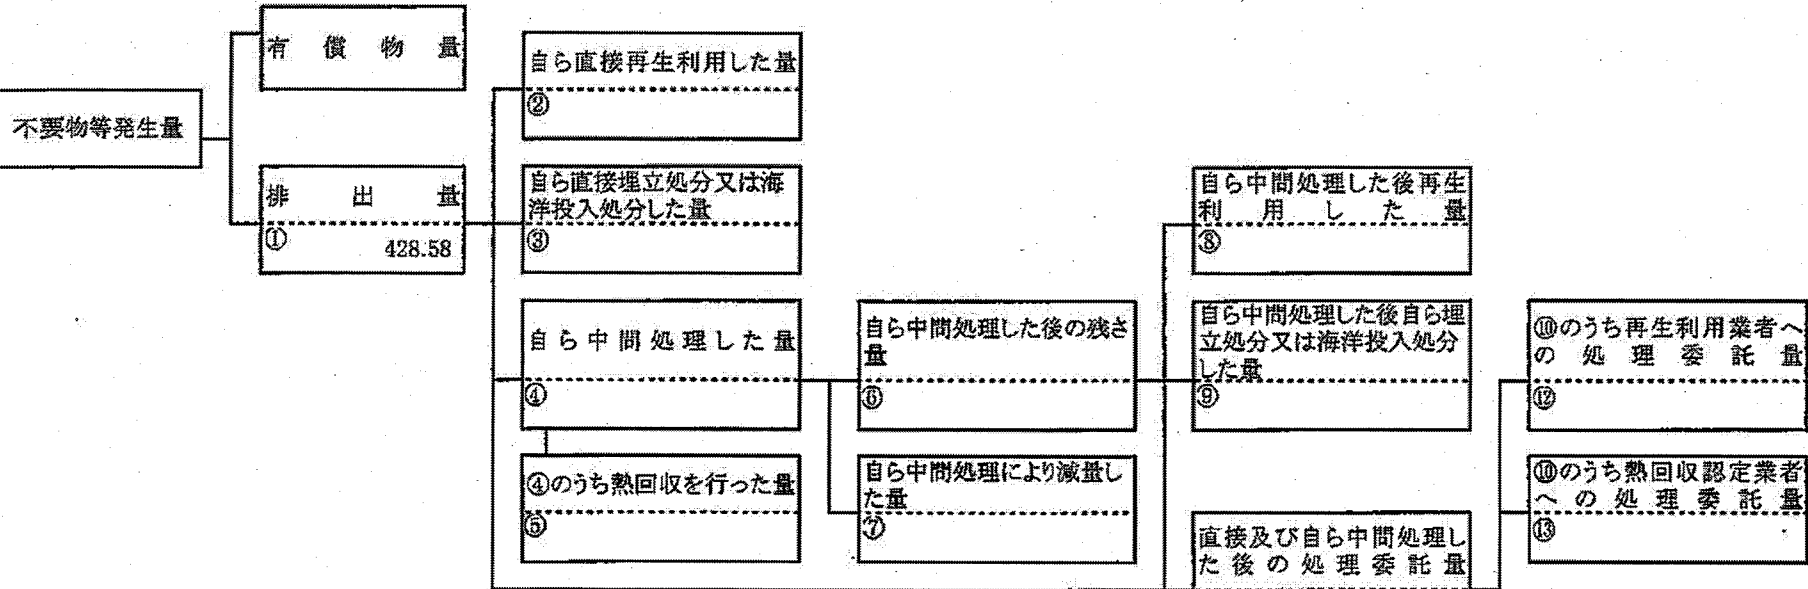 有償物量
不要物等発生量
排出量
①
428.58
自ら直接再生利用した量
②
自ら直接埋立処分又は海
洋投入処分した量
③
自ら中間処理した量
④
④のうち熱回収を行った量
⑤
自ら中間処理した後の残さ
量
⑥
自ら中間処理により減量し
た量
⑦
自ら中間処理した後再生
利用した量
⑧
自ら中間処理した後自ら埋
立処分又は海洋投入処分
した量
⑨
直接及び自ら中間処理し
た後の処理委託量
⑩のうち再生利用業者へ
の処理委託量
⑫
⑩のうち熱回収認定業者
への処理委託量
⑬